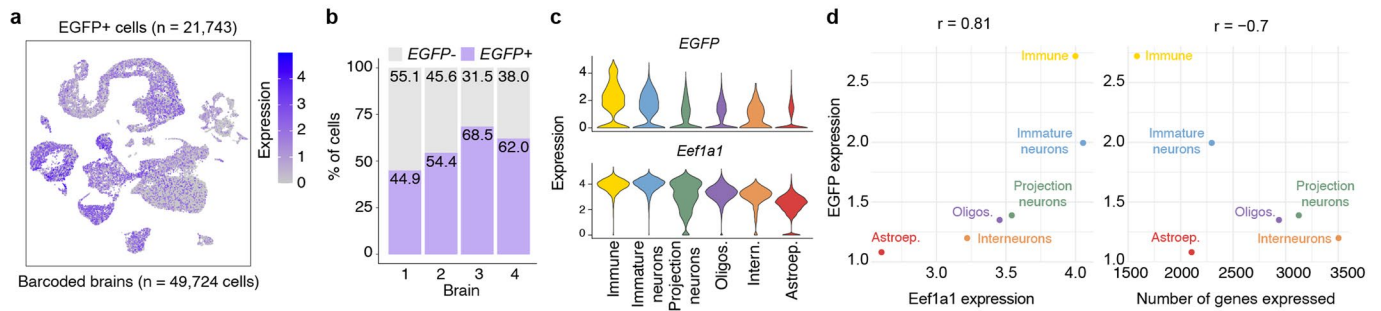 a
EGFP+ cells (n = 21,743)
4
3
2
1
0
Expression
Barcoded brains (n = 49,724 cells)
b
EGFP- EGFP+
100
75
50
25
0
% of cells
55.1 45.6 31.5 38.0
44.9 54.4 68.5 62.0
1 2 3 4
Brain
c
EGFP
4
2
0
Eef1a1
4
2
0
Expression
Immune
Immature
neurons
Projection
neurons
Oligos.
Intern.
Astroep.
d
r = 0.81
EGFP expression
2.5
2.0
1.5
1.0
Immune
Immature
neurons
Projection
neurons
Oligos.
Astroep.
Interneurons
3.0 3.5 4.0
Eef1a1 expression
r = −0.7
Immune
Immature
neurons
Projection
neurons
Oligos.
Astroep.
Interneurons
1500 2000 2500 3000 3500
Number of genes expressed